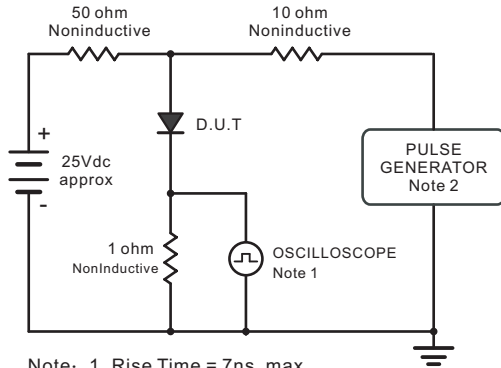 50 ohm
Noninductive
10 ohm
Noninductive
+
D.U.T
25Vdc
approx
-
PULSE
GENERATOR
Note 2
1 ohm
NonInductive
OSCILLOSCOPE
Note 1
Note: 1. Rise Time = 7ns, max